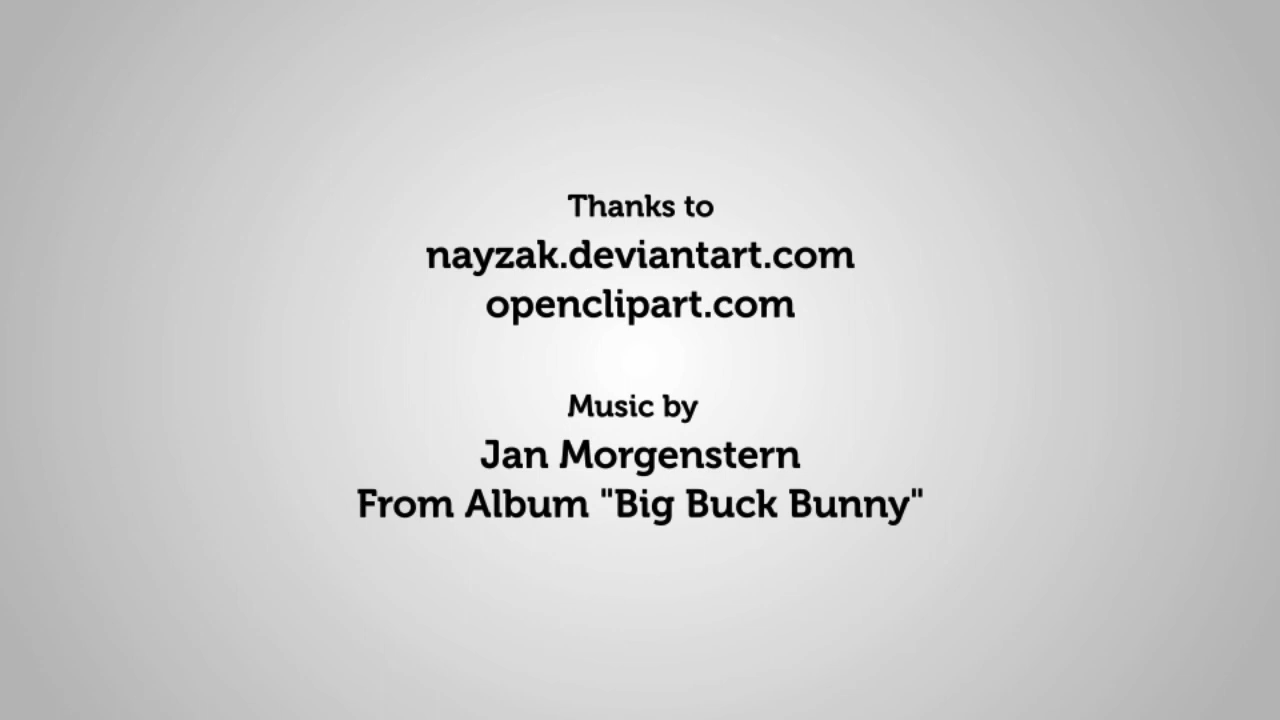 Thanks to
nayzak.deviantart.com
openclipart.com
Music by
Jan Morgenstern
From Album "Big Buck Bunny"